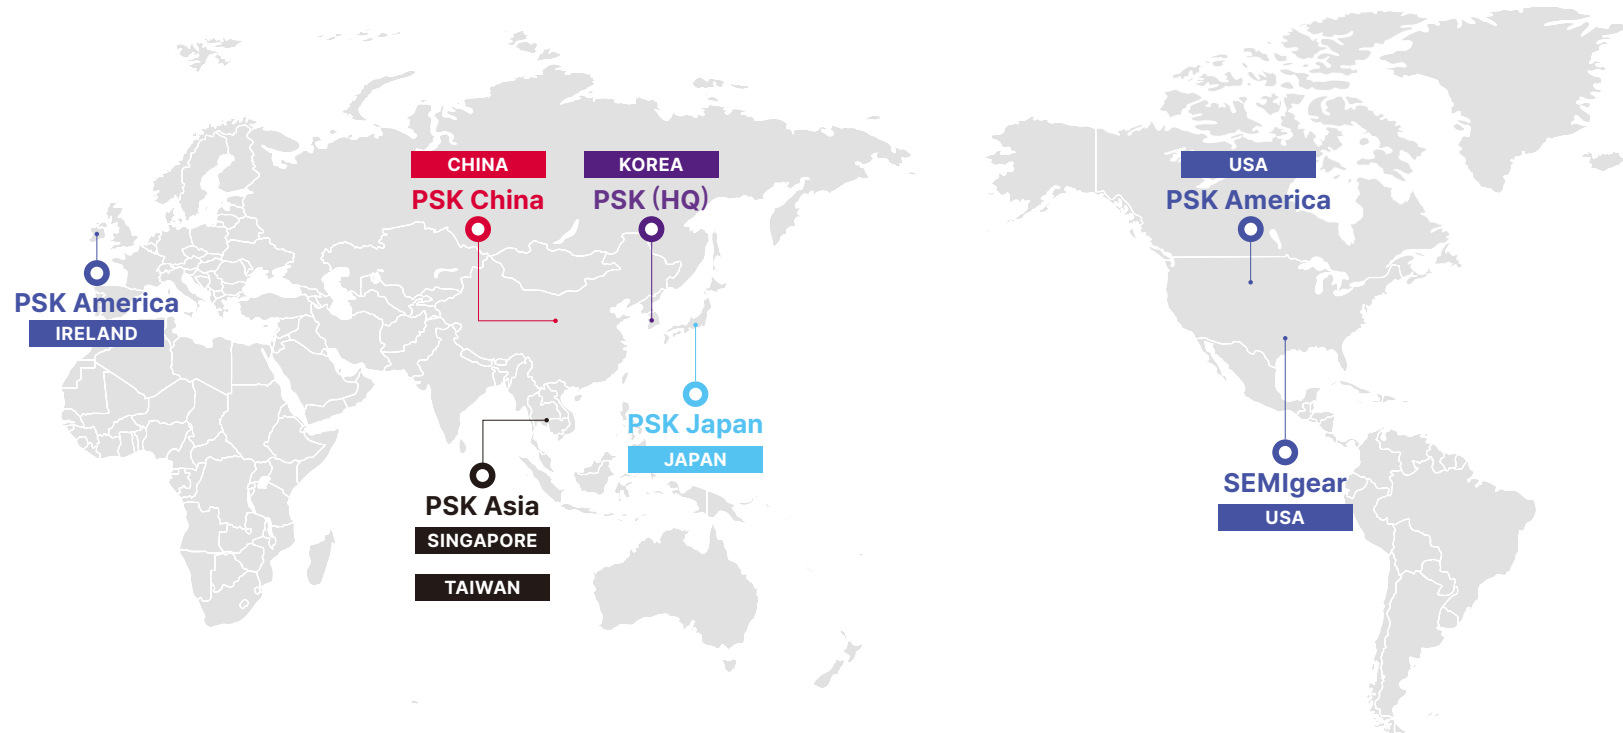 CHINA
PSK China
KOREA
PSK (HQ)
USA
PSK America
PSK America
IRELAND
PSK Japan
JAPAN
PSK Asia
SINGAPORE
TAIWAN
SEMIgear
USA